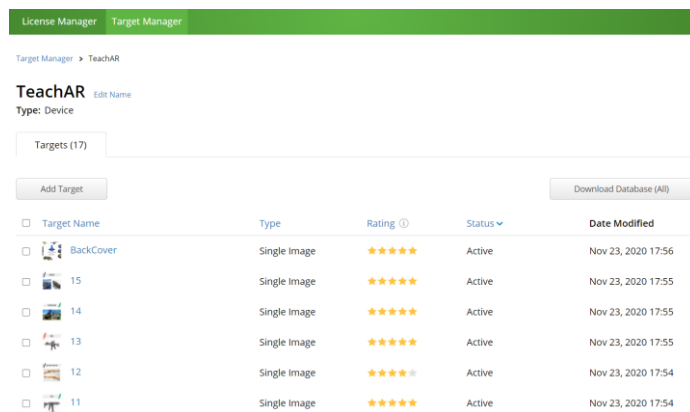 License Manager Target Manager
Target Manager > TeachAR
TeachAR Edit Name
Type: Device
Targets (17)
Add Target Download Database (All)
Target Name Type Rating Status Date Modified
BackCover Single Image Active Nov 23, 2020 17:56
15 Single Image Active Nov 23, 2020 17:55
14 Single Image Active Nov 23, 2020 17:55
13 Single Image Active Nov 23, 2020 17:55
12 Single Image Active Nov 23, 2020 17:54
11 Single Image Active Nov 23, 2020 17:54